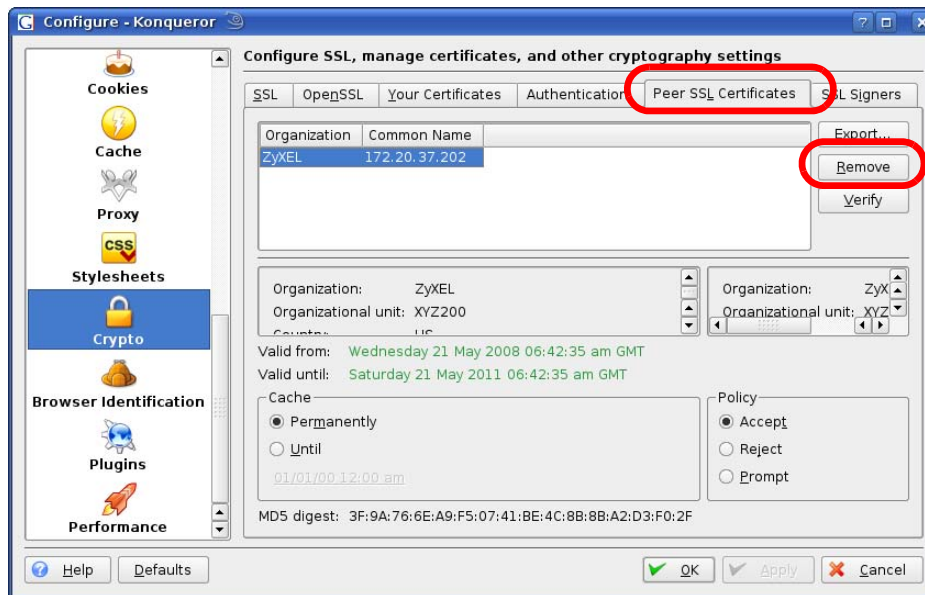 Configure - Konqueror
Cookies
Cache
Proxy
CSS
Stylesheets
Crypto
Browser Identification
Plugins
Performance
Configure SSL, manage certificates, and other cryptography settings
SSL OpenSSL Your Certificates Authentication Peer SSL Certificates SSL Signers
Organization Common Name
ZyXEL 172.20.37.202
Export...
Remove
Verify
Organization: ZyXEL
Organizational unit: XYZ200
Country: US
Organization: ZyX
Organizational unit: XYZ
Valid from: Wednesday 21 May 2008 06:42:35 am GMT
Valid until: Saturday 21 May 2011 06:42:35 am GMT
Cache
Permanently
Until
01/01/00 12:00 am
Policy
Accept
Reject
Prompt
MD5 digest: 3F:9A:76:6E:A9:F5:07:41:BE:4C:8B:8B:A2:D3:F0:2F
Help Defaults OK Apply Cancel